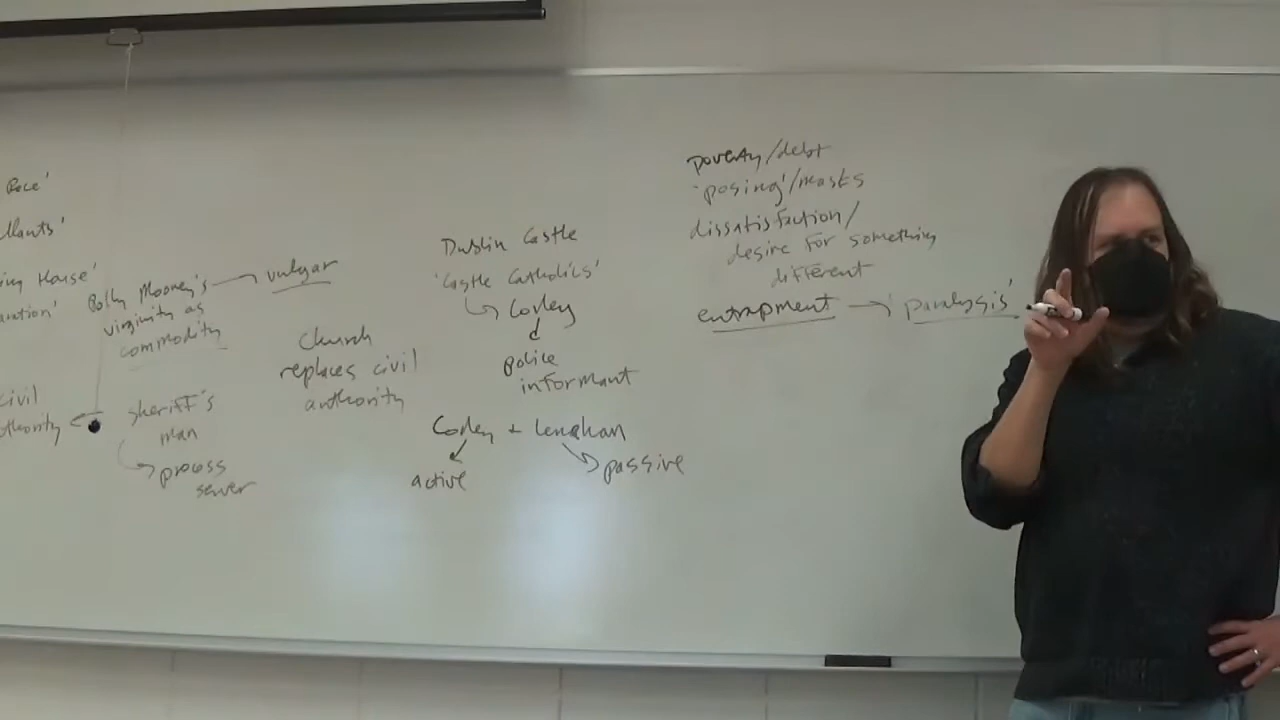 Race'
llants'
ing House'
Polly Mooney's → vulgar
virginity as
commodity
civil
sheriff's
man
process
server
Church
replaces civil
authority
Dublin Castle
'Castle Catholics'
Corley
police
informant
Corley + Lenehan
active
passive
poverty/debt
'posing'/masks
dissatisfaction/
desire for something
different
entrapment → 'paralysis'